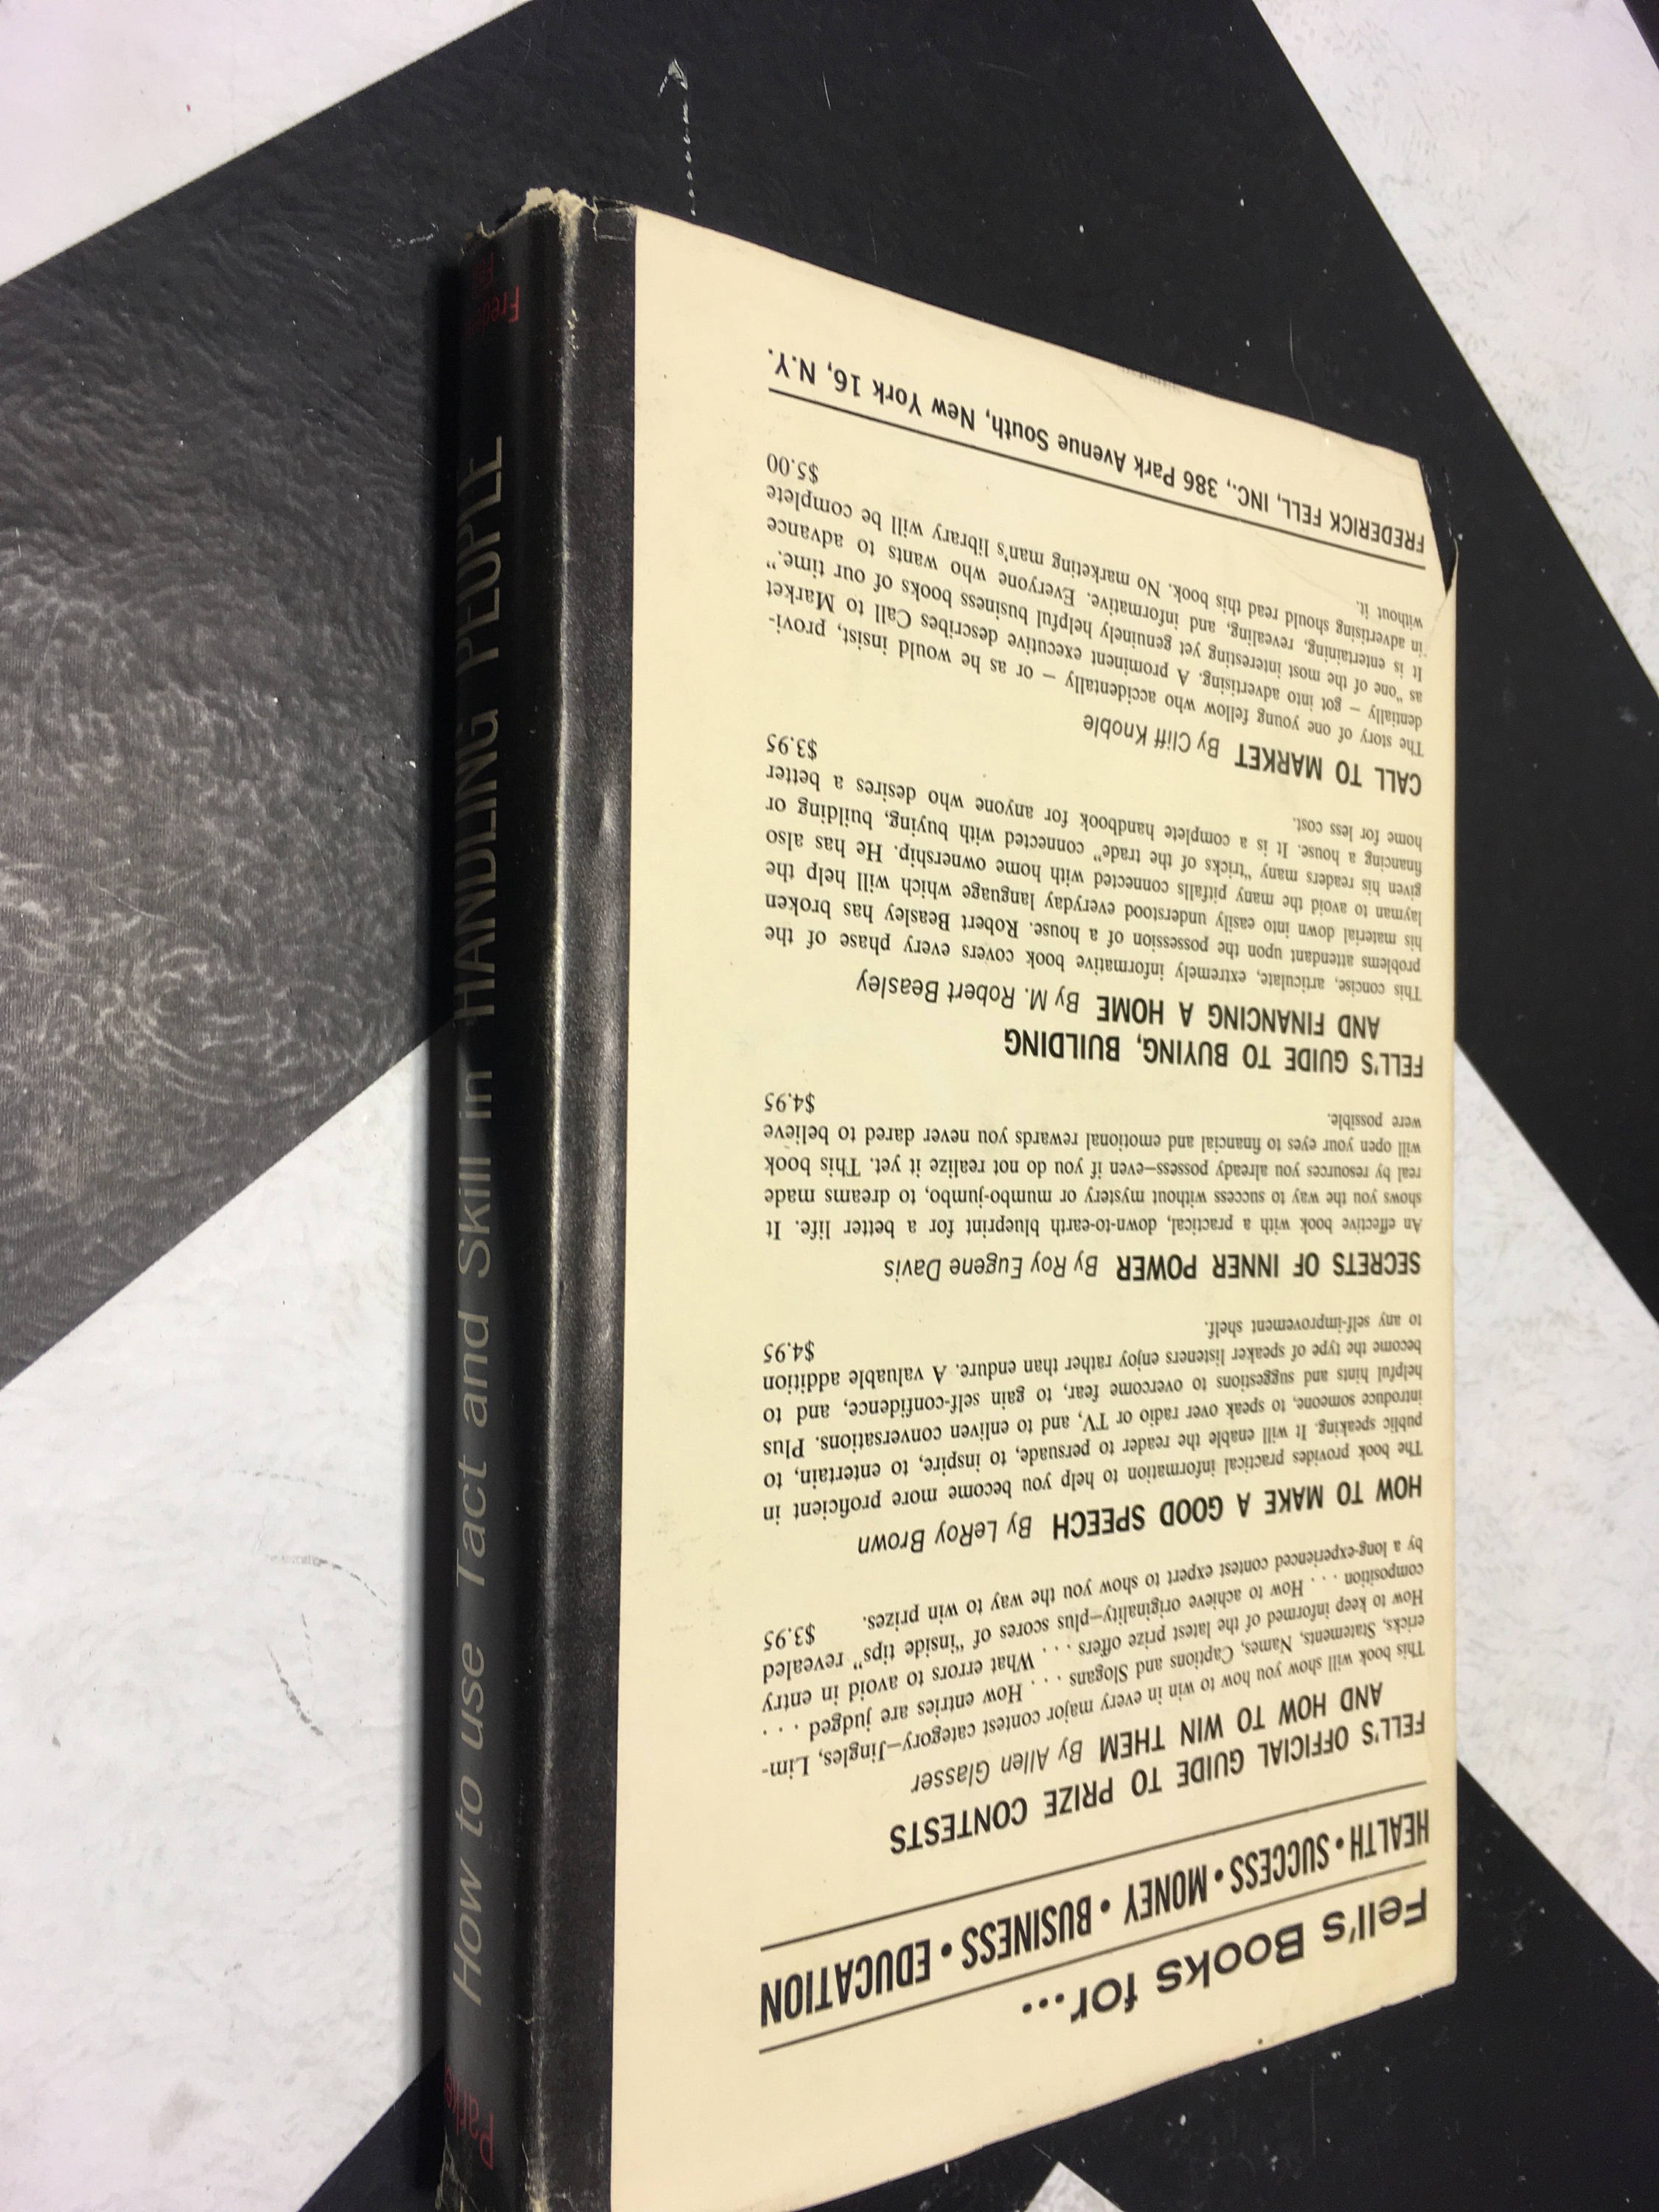 Parke
How to use Tact and Skill in HANDLING PEOPLE
Fell's Books for...
HEALTH • SUCCESS • MONEY • BUSINESS • EDUCATION
FELL'S OFFICIAL GUIDE TO PRIZE CONTESTS
AND HOW TO WIN THEM By Allen Glasser
This book will show you how to win in every major contest category—Jingles, Lim-
ericks, Statements, Names, Captions and Slogans . . . How entries are judged . . .
How to keep informed of the latest prize offers . . . What errors to avoid in entry
composition . . . How to achieve originality—plus scores of "inside tips" revealed
by a long-experienced contest expert to show you the way to win prizes. $3.95
HOW TO MAKE A GOOD SPEECH By LeRoy Brown
The book provides practical information to help you become more proficient in
public speaking. It will enable the reader to persuade, to inspire, to entertain, to
introduce someone, to speak over radio or TV, and to enliven conversations. Plus
helpful hints and suggestions to overcome fear, to gain self-confidence, and to
become the type of speaker listeners enjoy rather than endure. A valuable addition
to any self-improvement shelf. $4.95
SECRETS OF INNER POWER By Roy Eugene Davis
An effective book with a practical, down-to-earth blueprint for a better life. It
shows you the way to success without mystery or mumbo-jumbo, to dreams made
real by resources you already possess—even if you do not realize it yet. This book
will open your eyes to financial and emotional rewards you never dared to believe
were possible. $4.95
FELL'S GUIDE TO BUYING, BUILDING
AND FINANCING A HOME By M. Robert Beasley
This concise, articulate, extremely informative book covers every phase of the
problems attendant upon the possession of a house. Robert Beasley has broken
his material down into easily understood everyday language which will help the
layman to avoid the many pitfalls connected with home ownership. He has also
given his readers many "tricks of the trade" connected with buying, building or
financing a house. It is a complete handbook for anyone who desires a better
home for less cost. $3.95
CALL TO MARKET By Cliff Knoble
The story of one young fellow who accidentally – or as he would insist, provi-
dentially – got into advertising. A prominent executive describes Call to Market
as "one of the most interesting yet genuinely helpful business books of our time."
It is entertaining, revealing, and informative. Everyone who wants to advance
in advertising should read this book. No marketing man's library will be complete
without it. $5.00
FREDERICK FELL, INC., 386 Park Avenue South, New York 16, N.Y.